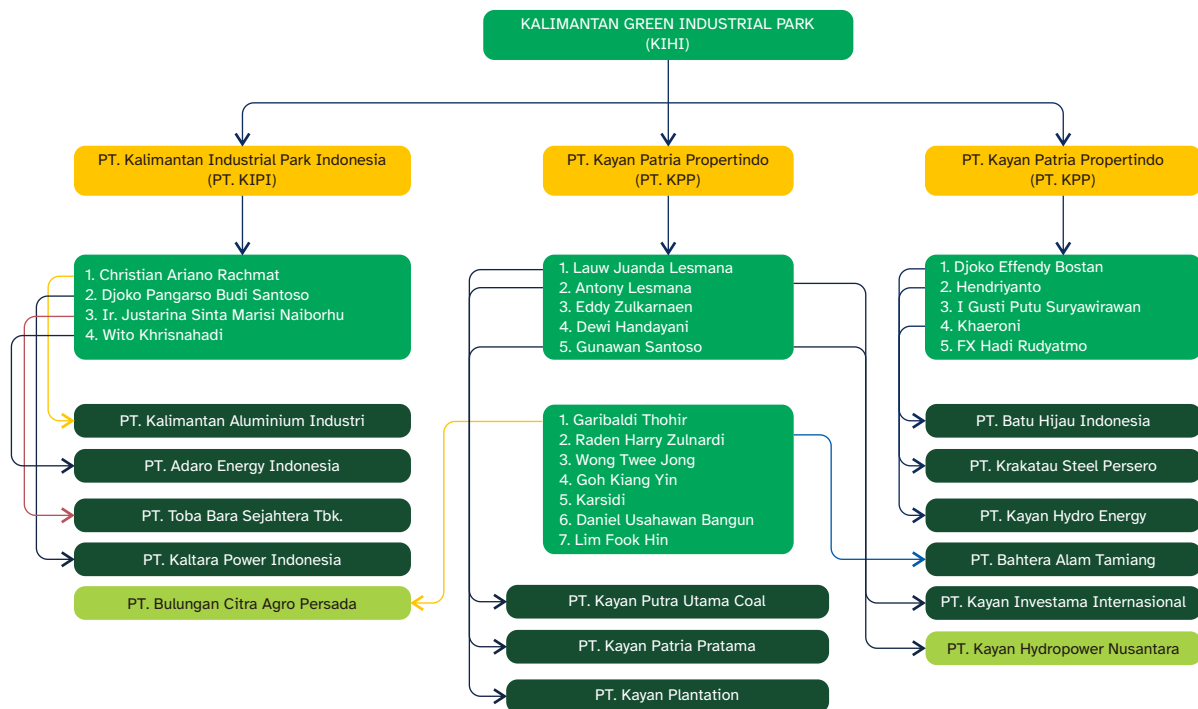 KALIMANTAN GREEN INDUSTRIAL PARK
(KIHI)
PT. Kalimantan Industrial Park Indonesia
(PT. KIPI)
PT. Kayan Patria Propertindo
(PT. KPP)
PT. Kayan Patria Propertindo
(PT. KPP)
1. Christian Ariano Rachmat
2. Djoko Pangarso Budi Santoso
3. Ir. Justarina Sinta Marisi Naiborhu
4. Wito Khrisnahadi
1. Lauw Juanda Lesmana
2. Antony Lesmana
3. Eddy Zulkarnaen
4. Dewi Handayani
5. Gunawan Santoso
1. Djoko Effendy Bostan
2. Hendriyanto
3. I Gusti Putu Suryawirawan
4. Khaeroni
5. FX Hadi Rudyatmo
PT. Kalimantan Aluminium Industri
PT. Adaro Energy Indonesia
PT. Toba Bara Sejahtera Tbk.
PT. Kaltara Power Indonesia
PT. Bulungan Citra Agro Persada
1. Garibaldi Thohir
2. Raden Harry Zulnardi
3. Wong Twee Jong
4. Goh Kiang Yin
5. Karsidi
6. Daniel Usahawan Bangun
7. Lim Fook Hin
PT. Kayan Putra Utama Coal
PT. Kayan Patria Pratama
PT. Kayan Plantation
PT. Batu Hijau Indonesia
PT. Krakatau Steel Persero
PT. Kayan Hydro Energy
PT. Bahtera Alam Tamiang
PT. Kayan Investama Internasional
PT. Kayan Hydropower Nusantara